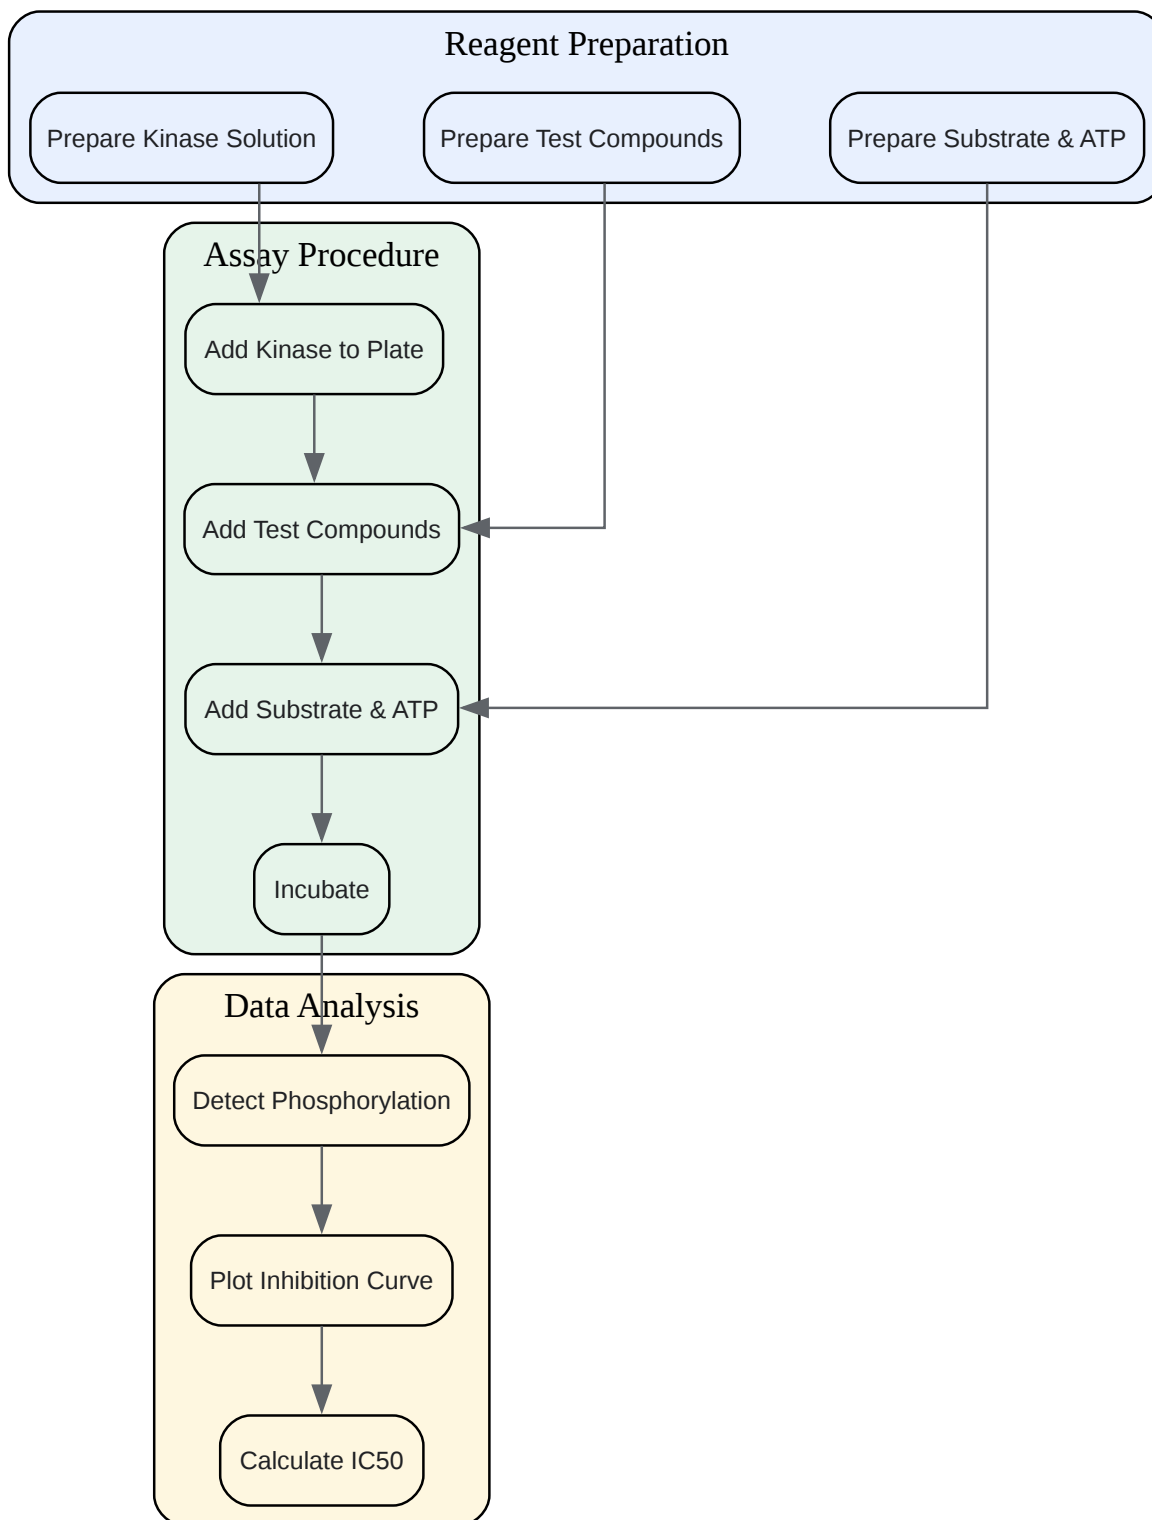 Reagent Preparation
Prepare Kinase Solution
Prepare Test Compounds
Prepare Substrate & ATP
Assay Procedure
Add Kinase to Plate
Add Test Compounds
Add Substrate & ATP
Incubate
Data Analysis
Detect Phosphorylation
Plot Inhibition Curve
Calculate IC50